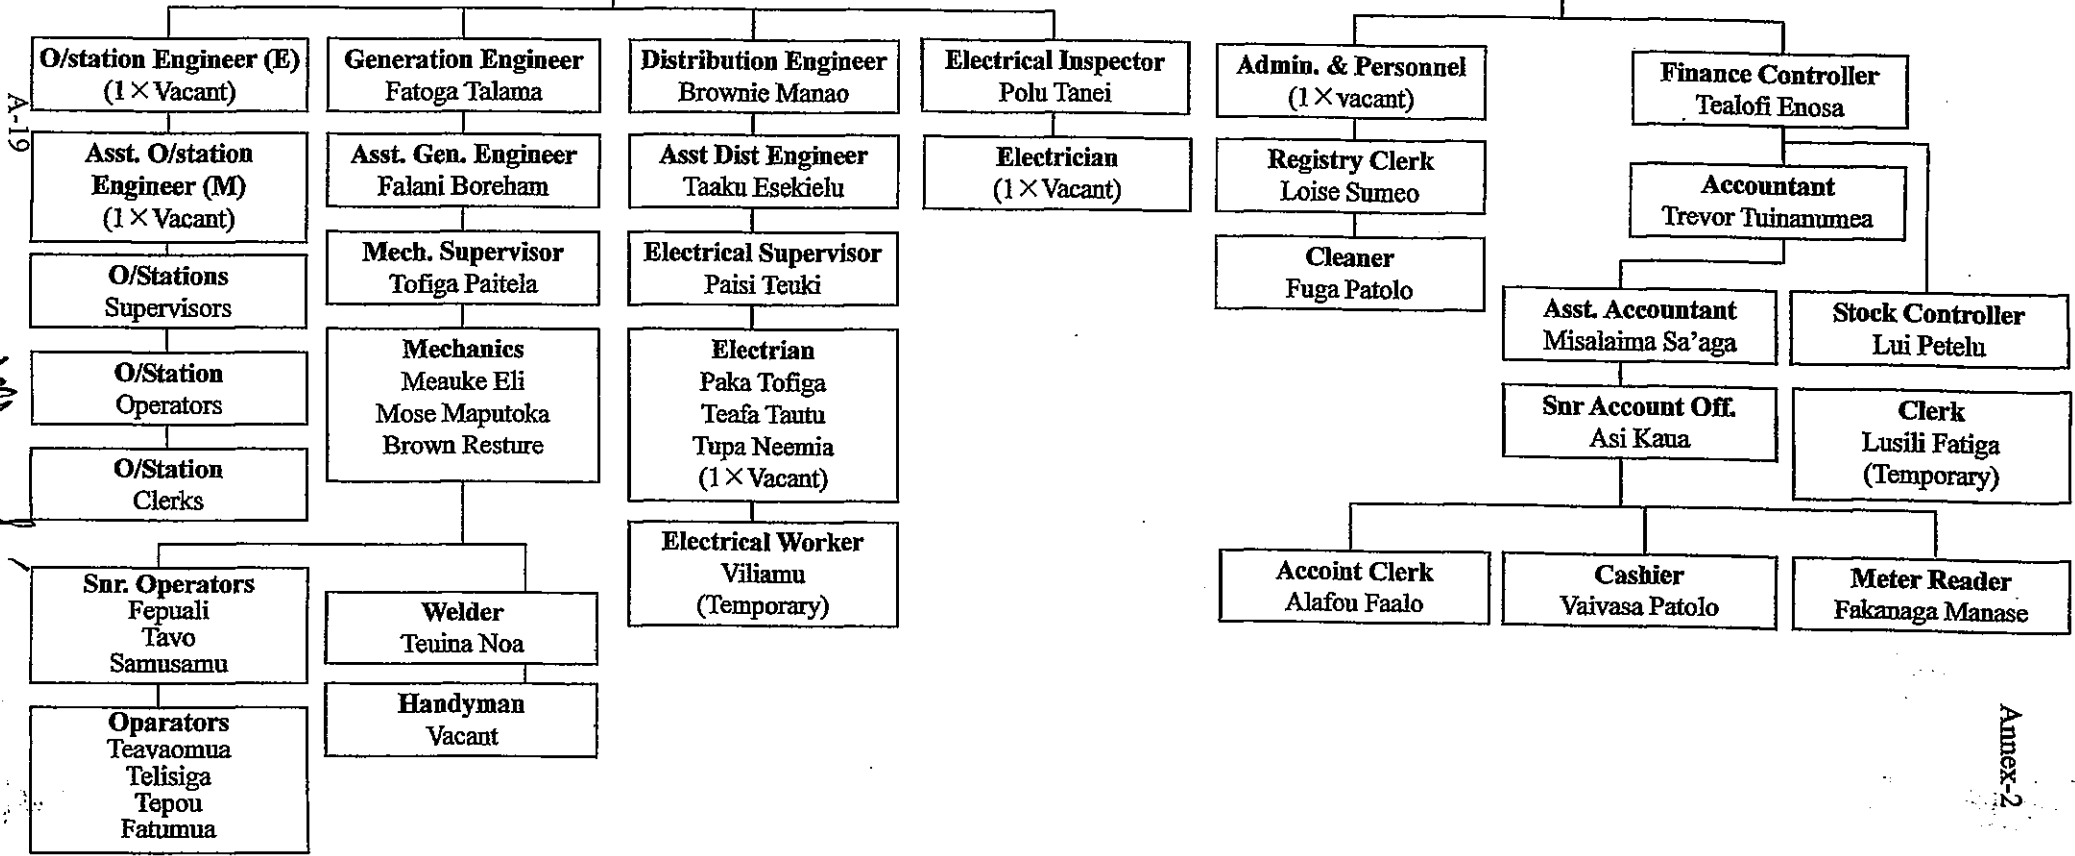 O/station Engineer (E)
(1×Vacant)
Asst. O/station
Engineer (M)
(1×Vacant)
O/Stations
Supervisors
O/Station
Operators
O/Station
Clerks
Generation Engineer
Fatoga Talama
Asst. Gen. Engineer
Falani Boreham
Mech. Supervisor
Tofiga Paitela
Mechanics
Meauke Eli
Mose Maputoka
Brown Resture
Snr. Operators
Fepuali
Tavo
Samusamu
Oparators
Teavaomua
Telisiga
Tepou
Fatumua
Welder
Teuina Noa
Handyman
Vacant
Distribution Engineer
Brownie Manao
Asst Dist Engineer
Taaku Esekielu
Electrical Supervisor
Paisi Teuki
Electrian
Paka Tofiga
Teafa Tautu
Tupa Neemia
(1×Vacant)
Electrical Worker
Viliamu
(Temporary)
Electrical Inspector
Polu Tanei
Electrician
(1×Vacant)
Admin. & Personnel
(1×vacant)
Registry Clerk
Loise Sumeo
Cleaner
Fuga Patolo
Finance Controller
Tealofi Enosa
Accountant
Trevor Tuinanumea
Asst. Accountant
Misalaima Sa'aga
Snr Account Off.
Asi Kaua
Stock Controller
Lui Petelu
Clerk
Lusili Fatiga
(Temporary)
Accoint Clerk
Alafou Faalo
Cashier
Vaivasa Patolo
Meter Reader
Fakanaga Manase
A-19
Annex-2